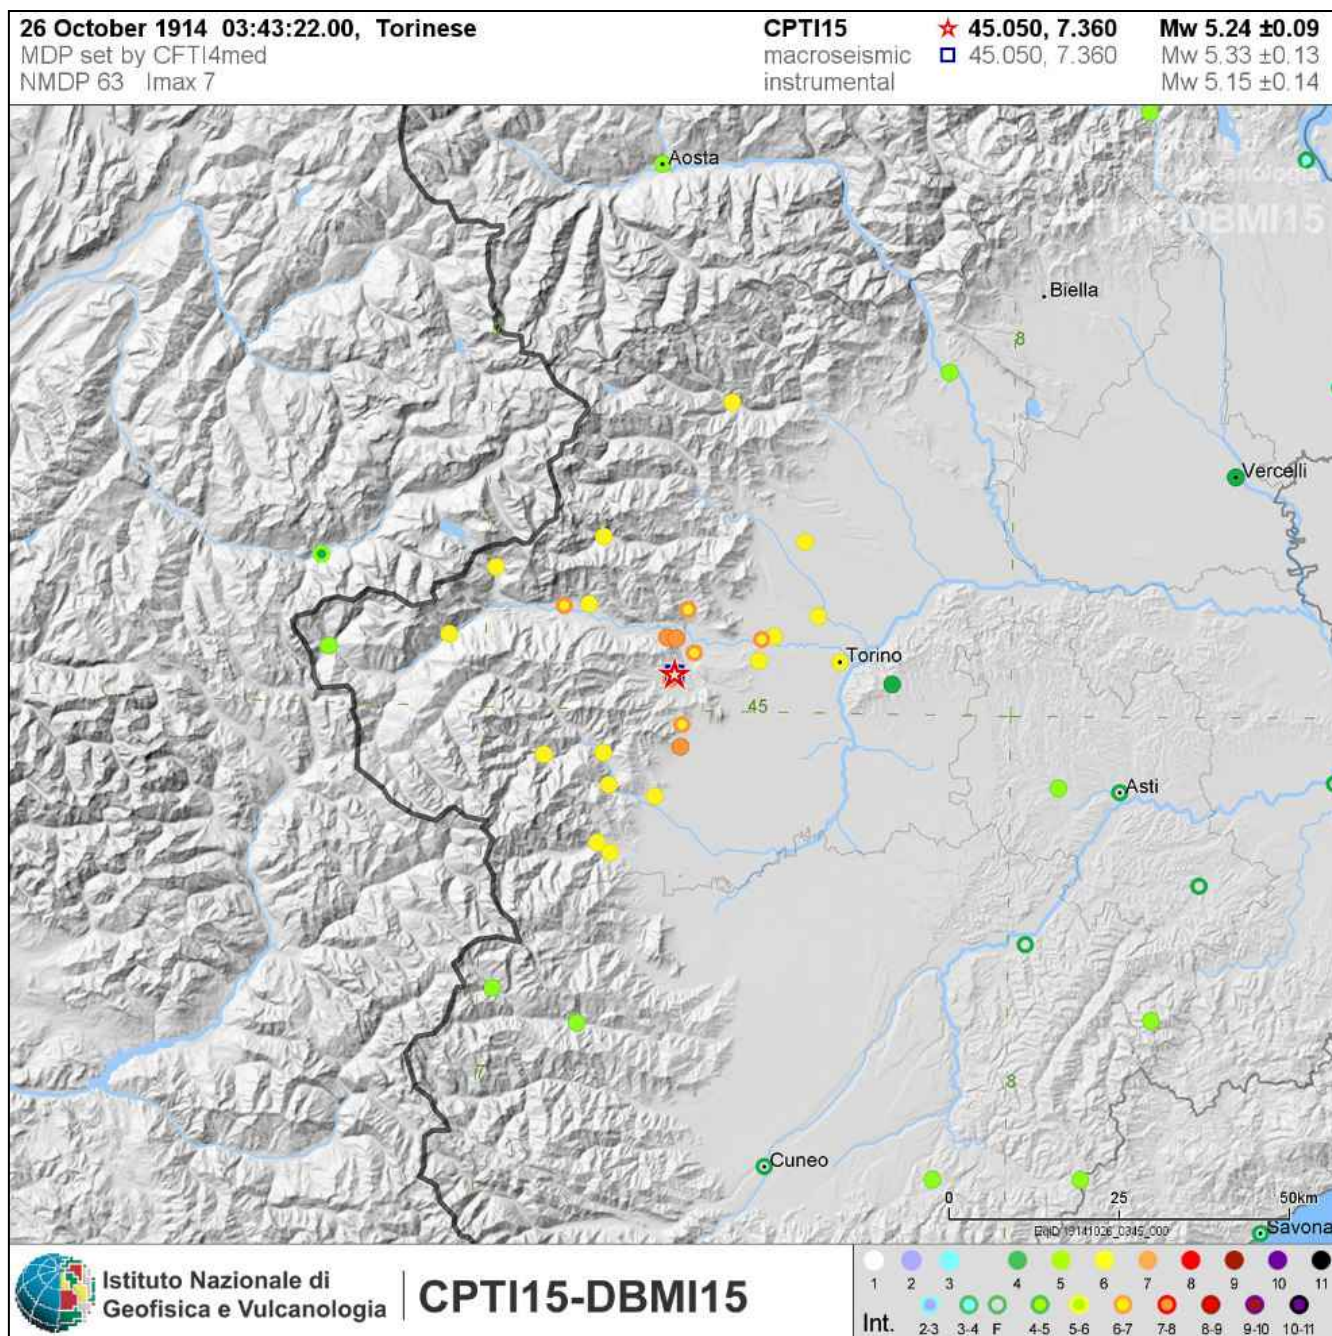 26 October 1914 03:43:22.00, Torinese
MDP set by CFTI4med
NMDP 63 Imax 7
CPTI15 45.050, 7.360 Mw 5.24 ±0.09
macroseismic 45.050, 7.360 Mw 5.33 ±0.13
instrumental Mw 5.15 ±0.14
Aosta
Vulcanologia
CPTI15-DBMI15
Biella
8
Vercelli
Torino
45
Asti
7
8
Cuneo
0 25 50km
EqID 19141026_0345_000
Savona
Istituto Nazionale di
Geofisica e Vulcanologia
CPTI15-DBMI15
1 2 3 4 5 6 7 8 9 10 11
Int. 2-3 3-4 F 4-5 5-6 6-7 7-8 8-9 9-10 10-11